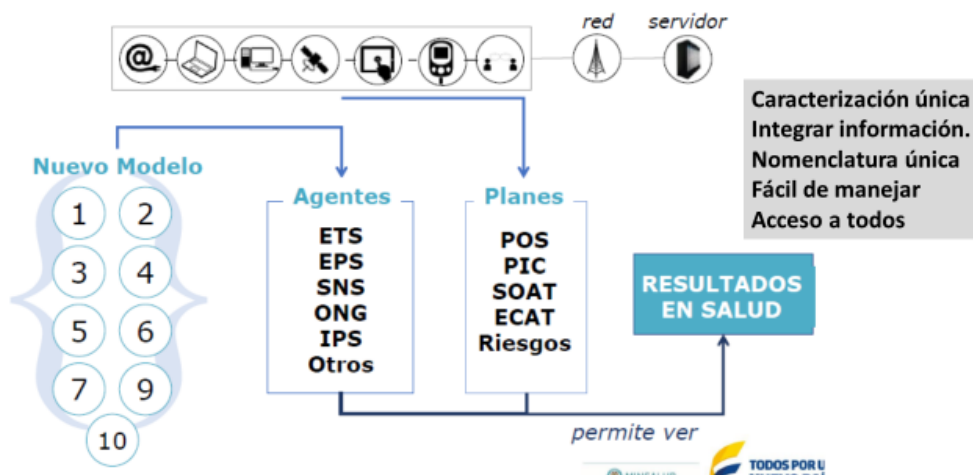 red
servidor
@
Caracterización única
Integrar información.
Nomenclatura única
Fácil de manejar
Acceso a todos
Nuevo Modelo
1 2
3 4
5 6
7 9
10
Agentes
ETS
EPS
SNS
ONG
IPS
Otros
Planes
POS
PIC
SOAT
ECAT
Riesgos
RESULTADOS
EN SALUD
permite ver
MINSALUD
TODOS POR U